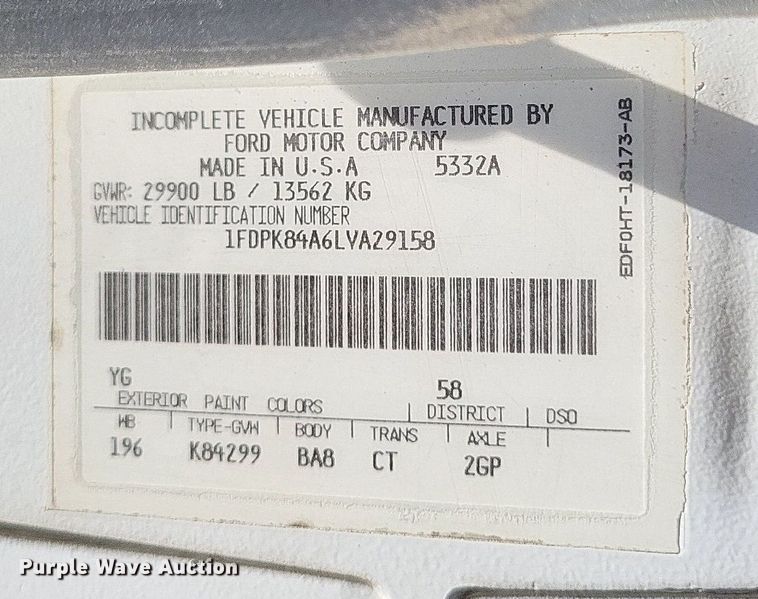 INCOMPLETE VEHICLE MANUFACTURED BY
FORD MOTOR COMPANY
MADE IN U.S.A 5332A
GVWR: 29900 LB / 13562 KG
VEHICLE IDENTIFICATION NUMBER
1FDPK84A6LVA29158
EDF0HT-18173-AB
YG 58
EXTERIOR PAINT COLORS DISTRICT DSO
WB TYPE-GVW BODY TRANS AXLE
196 K84299 BA8 CT 2GP
Purple Wave Auction